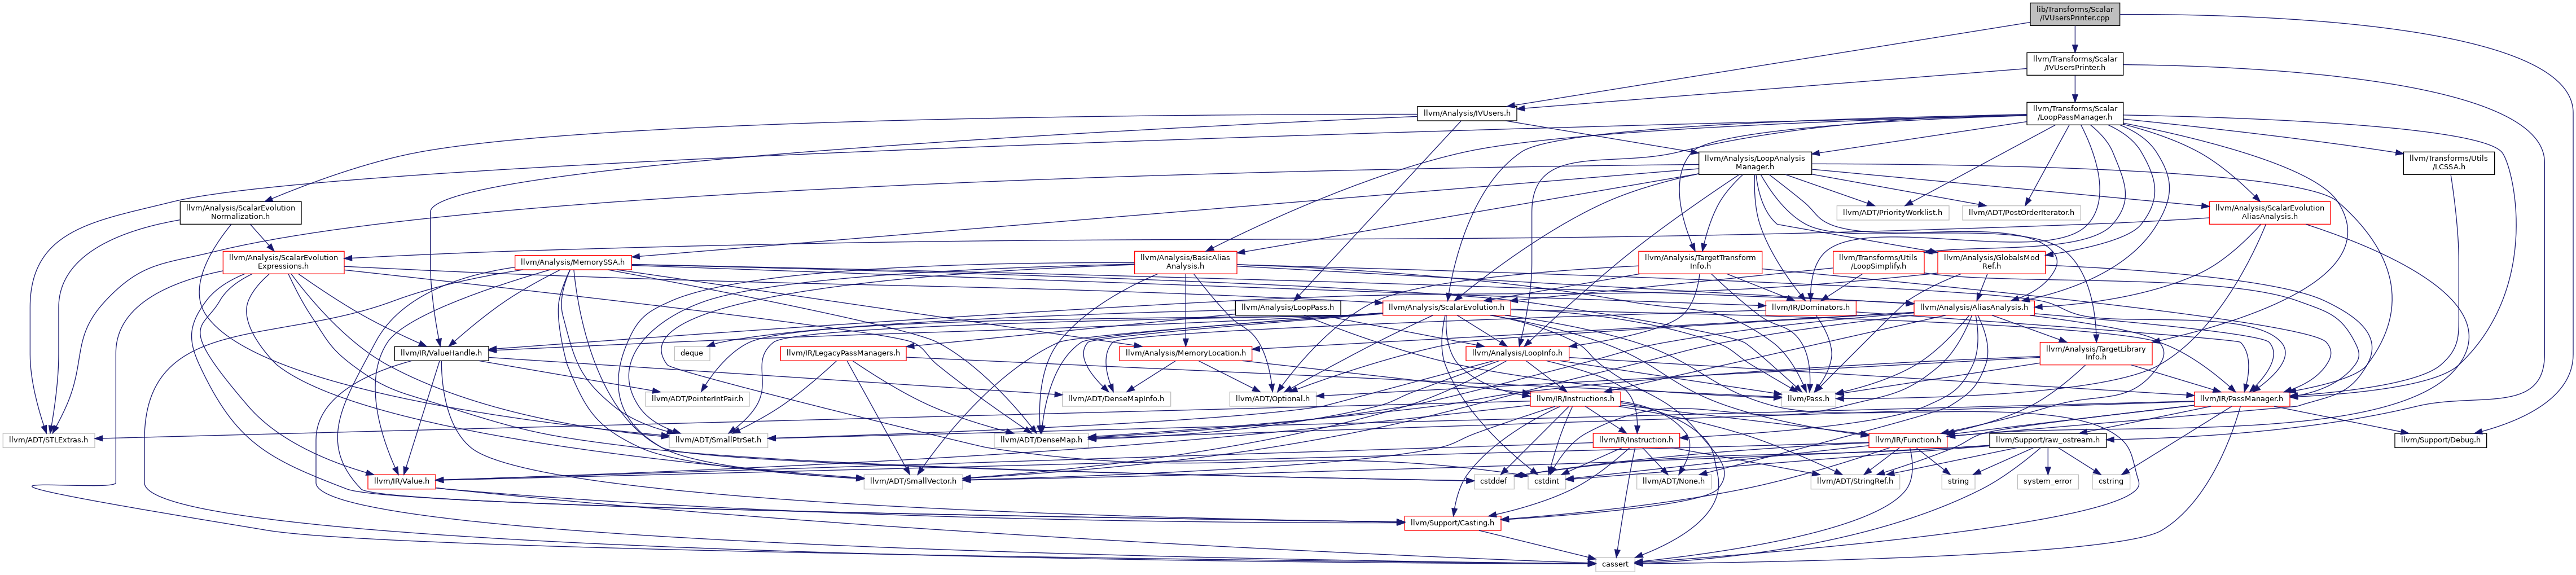 lib/Transforms/Scalar
/IVUsersPrinter.cpp
llvm/Transforms/Scalar
/IVUsersPrinter.h
llvm/Analysis/IVUsers.h
llvm/Transforms/Scalar
/LoopPassManager.h
llvm/Analysis/LoopAnalysis
Manager.h
llvm/Transforms/Utils
/LCSSA.h
llvm/Analysis/ScalarEvolution
Normalization.h
llvm/ADT/PriorityWorklist.h
llvm/ADT/PostOrderIterator.h
llvm/Analysis/ScalarEvolution
AliasAnalysis.h
llvm/Analysis/ScalarEvolution
Expressions.h
llvm/Analysis/MemorySSA.h
llvm/Analysis/BasicAlias
Analysis.h
llvm/Analysis/TargetTransform
Info.h
llvm/Transforms/Utils
/LoopSimplify.h
llvm/Analysis/GlobalsMod
Ref.h
llvm/Analysis/LoopPass.h
llvm/Analysis/ScalarEvolution.h
llvm/IR/Dominators.h
llvm/Analysis/AliasAnalysis.h
llvm/IR/ValueHandle.h
deque
llvm/IR/LegacyPassManagers.h
llvm/Analysis/MemoryLocation.h
llvm/Analysis/LoopInfo.h
llvm/Analysis/TargetLibrary
Info.h
llvm/ADT/PointerIntPair.h
llvm/ADT/DenseMapInfo.h
llvm/ADT/Optional.h
llvm/IR/Instructions.h
llvm/Pass.h
llvm/IR/PassManager.h
llvm/ADT/STLExtras.h
llvm/ADT/SmallPtrSet.h
llvm/ADT/DenseMap.h
llvm/IR/Instruction.h
llvm/IR/Function.h
llvm/Support/raw_ostream.h
llvm/Support/Debug.h
llvm/IR/Value.h
llvm/ADT/SmallVector.h
cstddef
cstdint
llvm/ADT/None.h
llvm/ADT/StringRef.h
string
system_error
cstring
llvm/Support/Casting.h
cassert